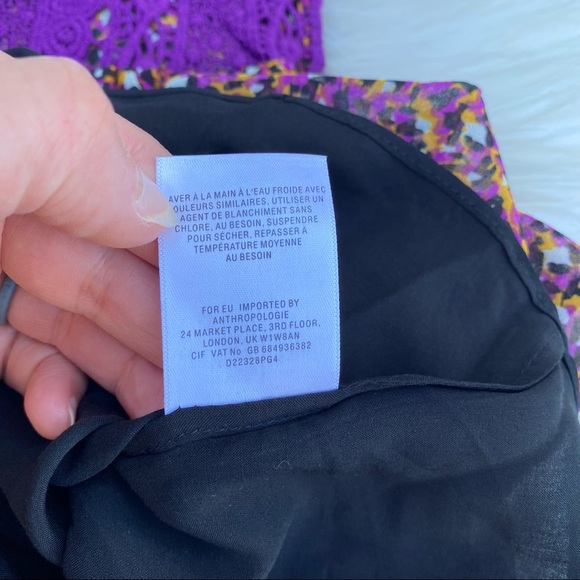 AVER À LA MAIN À L'EAU FROIDE AVEC
OULEURS SIMILAIRES, UTILISER UN
AGENT DE BLANCHIMENT SANS
CHLORE, AU BESOIN, SUSPENDRE
POUR SÉCHER, REPASSER À
TEMPÉRATURE MOYENNE
AU BESOIN
FOR EU IMPORTED BY
ANTHROPOLOGIE
24 MARKET PLACE, 3RD FLOOR,
LONDON, UK W1W8AN
CIF VAT No GB 684936382
D22328PG4